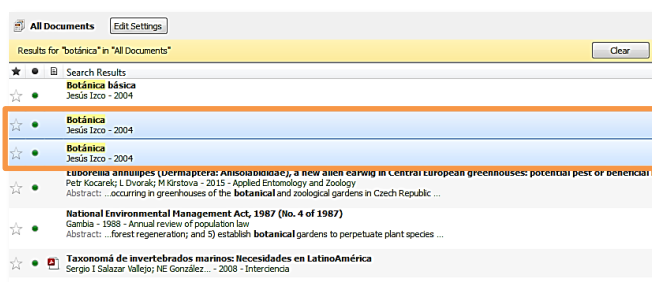 All Documents Edit Settings
Results for "botánica" in "All Documents" Clear
Search Results
Botánica básica
Jesús Izco - 2004
Botánica
Jesús Izco - 2004
Botánica
Jesús Izco - 2004
Euborellia annulipes (Dermaptera: Anisolabididae), a new alien earwig in Central European greenhouses: potential pest or beneficial
Petr Kocarek; L Dvorak; M Kirstova - 2015 - Applied Entomology and Zoology
Abstract: ...occurring in greenhouses of the botanical and zoological gardens in Czech Republic ...
National Environmental Management Act, 1987 (No. 4 of 1987)
Gambia - 1988 - Annual review of population law
Abstract: ...forest regeneration; and 5) establish botanical gardens to perpetuate plant species ...
Taxonomá de invertebrados marinos: Necesidades en LatinoAmérica
Sergio I Salazar Vallejo; NE González... - 2008 - Interciencia